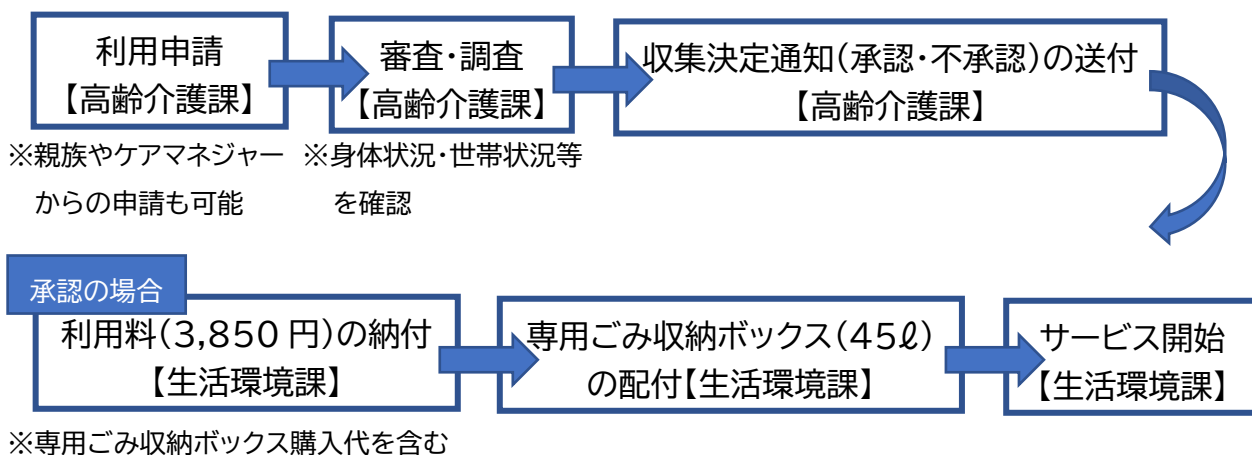 利用申請
【高齢介護課】
審査・調査
【高齢介護課】
収集決定通知(承認・不承認)の送付
【高齢介護課】
※親族やケアマネジャー
からの申請も可能
※身体状況・世帯状況等
を確認
承認の場合
利用料(3,850円)の納付
【生活環境課】
専用ごみ収納ボックス(45ℓ)
の配付【生活環境課】
サービス開始
【生活環境課】
※専用ごみ収納ボックス購入代を含む